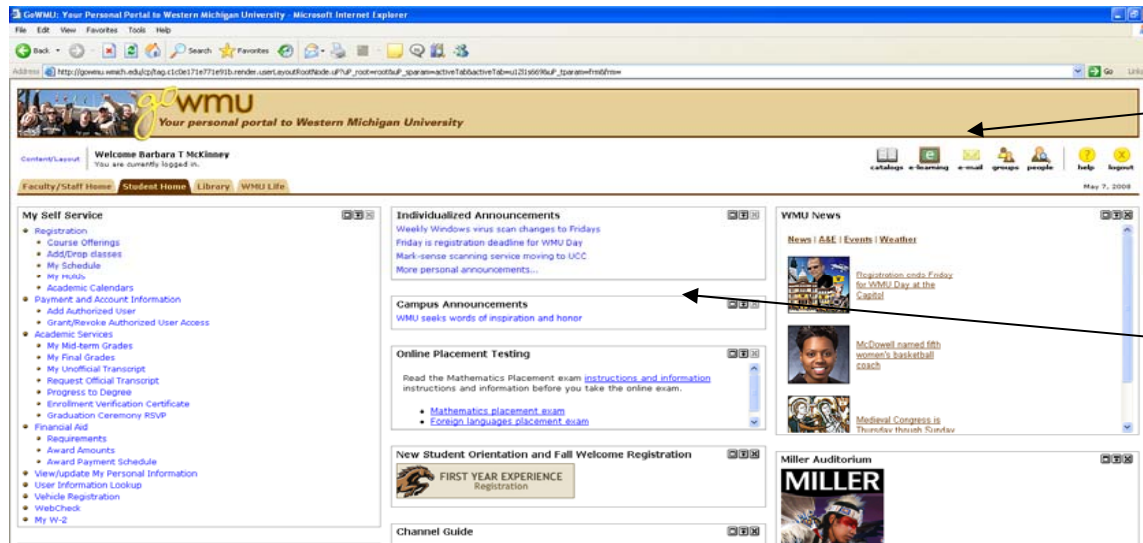 GoWMU: Your Personal Portal to Western Michigan University - Microsoft Internet Explorer
File Edit View Favorites Tools Help
Back Search Favorites
Address
Go Links
go wmu
Your personal portal to Western Michigan University
Content/Layout
Welcome Barbara T McKinney
You are currently logged in.
catalogs e-learning e-mail groups people help logout
Faculty/Staff Home Student Home Library WMU Life
May 7, 2008
My Self Service
Registration
Course Offerings
Add/Drop classes
My Schedule
My Holds
Academic Calendars
Payment and Account Information
Add Authorized User
Grant/Revoke Authorized User Access
Academic Services
My Mid-term Grades
My Final Grades
My Unofficial Transcript
Request Official Transcript
Progress to Degree
Enrollment Verification Certificate
Graduation Ceremony RSVP
Financial Aid
Requirements
Award Amounts
Award Payment Schedule
View/update My Personal Information
User Information Lookup
Vehicle Registration
WebCheck
My W-2
Individualized Announcements
Weekly Windows virus scan changes to Fridays
Friday is registration deadline for WMU Day
Mark-sense scanning service moving to UCC
More personal announcements...
Campus Announcements
WMU seeks words of inspiration and honor
Online Placement Testing
Read the Mathematics Placement exam instructions and information
instructions and information before you take the online exam.
Mathematics placement exam
Foreign languages placement exam
New Student Orientation and Fall Welcome Registration
FIRST YEAR EXPERIENCE
Registration
Channel Guide
WMU News
News | A&E | Events | Weather
Registration ends Friday
for WMU Day at the
Capitol
McDowell named fifth
women's basketball
coach
Medieval Congress is
Thursday though Sunday
Miller Auditorium
MILLER